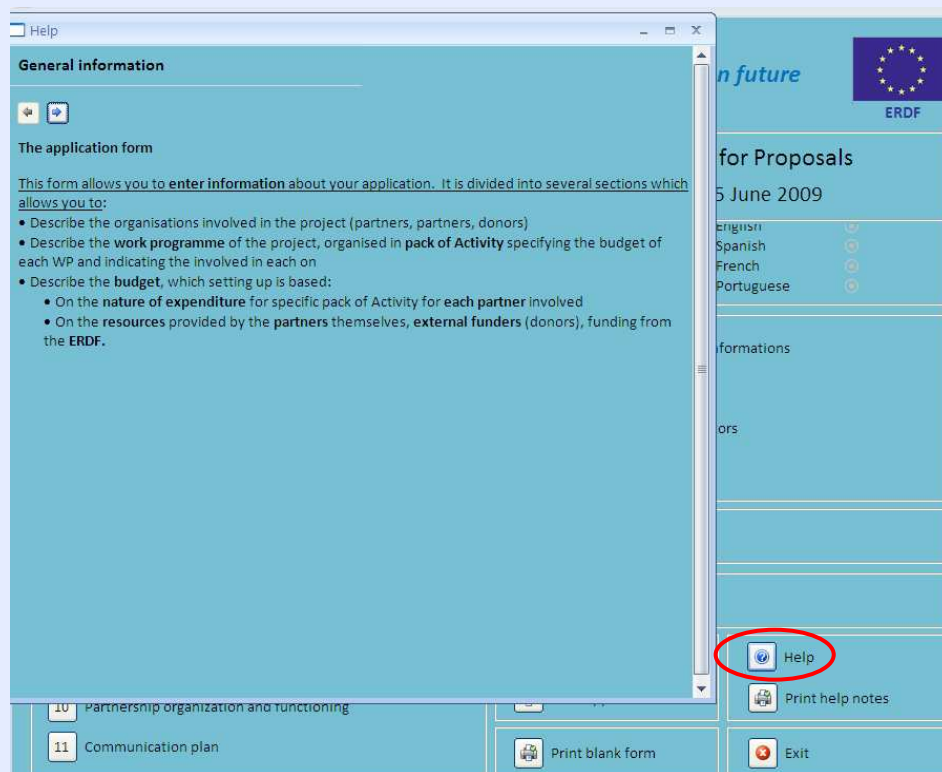 Help
General information
The application form
This form allows you to enter information about your application. It is divided into several sections which
allows you to:
• Describe the organisations involved in the project (partners, partners, donors)
• Describe the work programme of the project, organised in pack of Activity specifying the budget of
each WP and indicating the involved in each on
• Describe the budget, which setting up is based:
• On the nature of expenditure for specific pack of Activity for each partner involved
• On the resources provided by the partners themselves, external funders (donors), funding from
the ERDF.
n future
ERDF
for Proposals
5 June 2009
English
Spanish
French
Portuguese
formations
ors
Help
Print help notes
10 Partnership organization and functioning
11 Communication plan
Print blank form
Exit